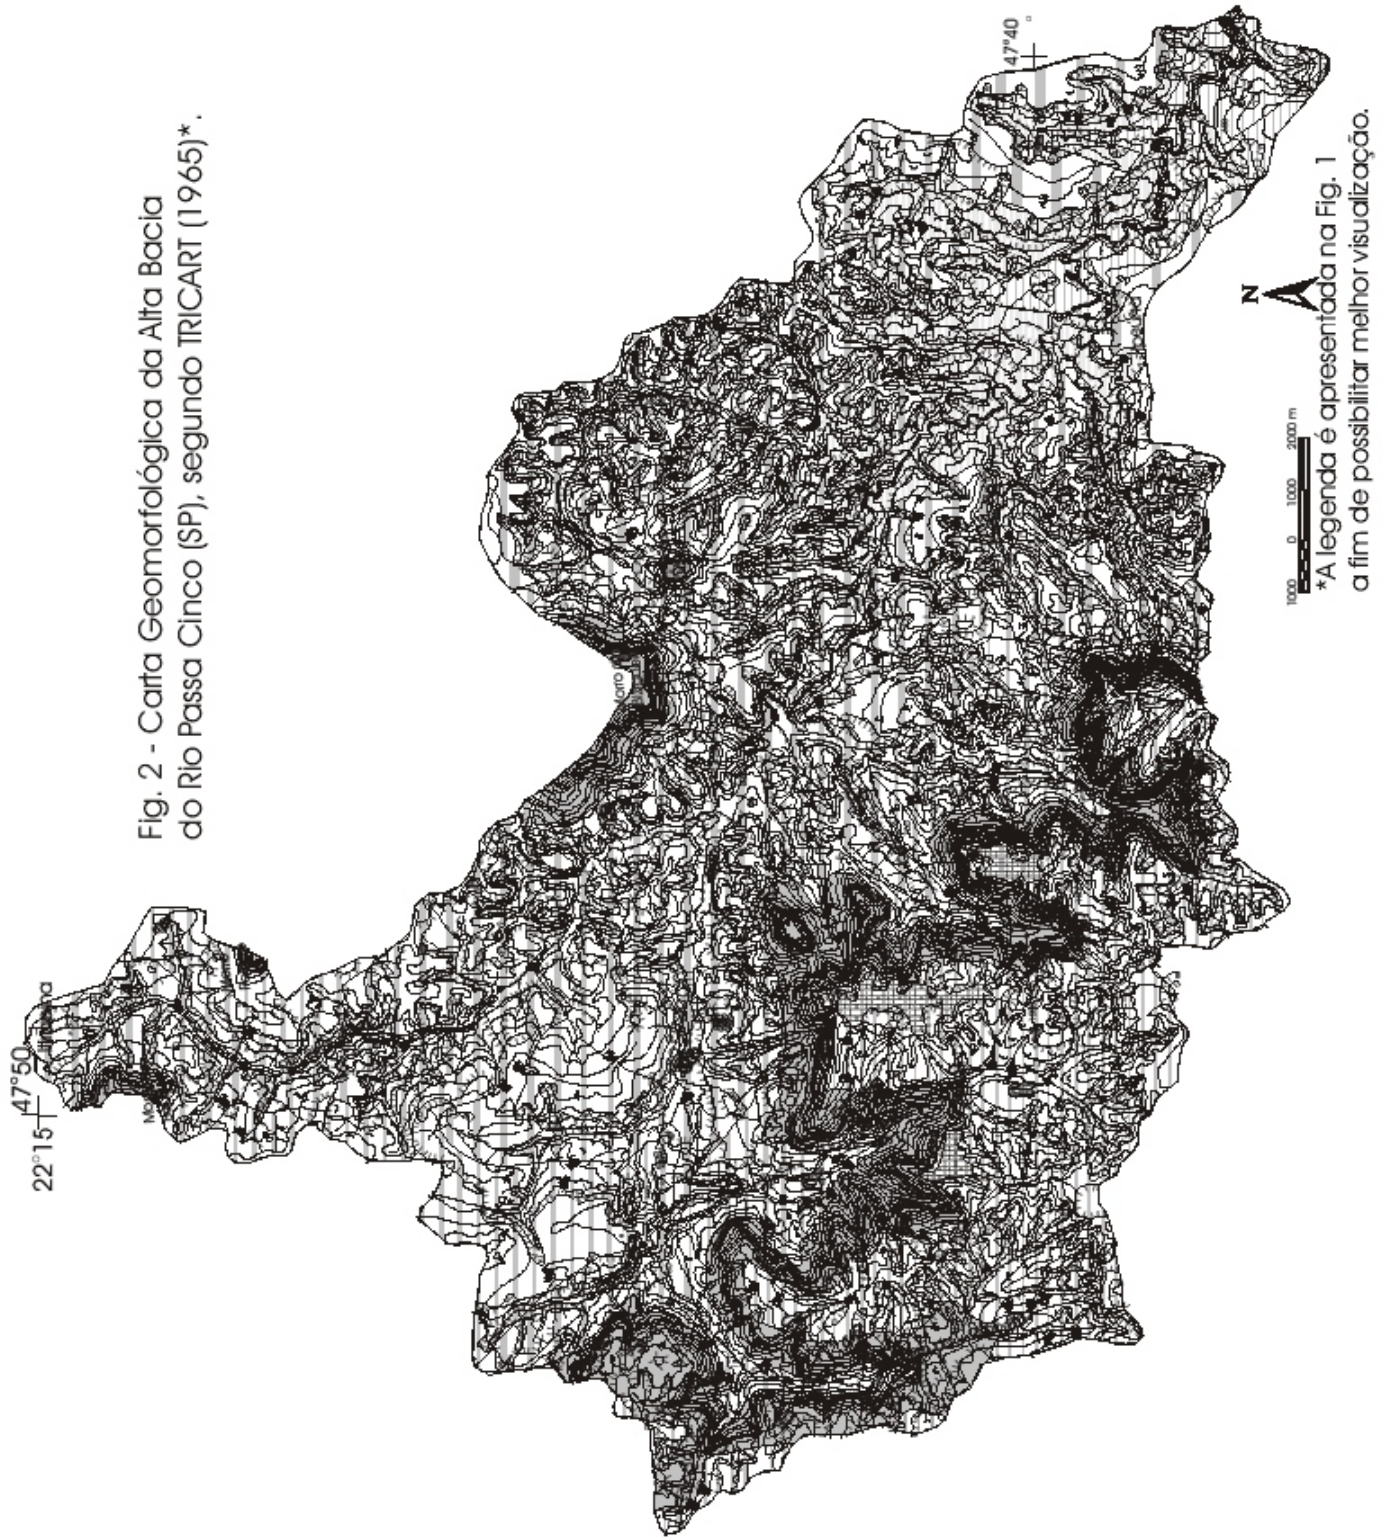 Fig. 2 - Carta Geomorfológica da Alta Bacia
do Rio Passa Cinco (SP), segundo TRICART (1965)*.
47°50
22°15
47°40
N
1000 0 1000 2000 m
*A legenda é apresentada na Fig. 1
a fim de possibilitar melhor visualização.